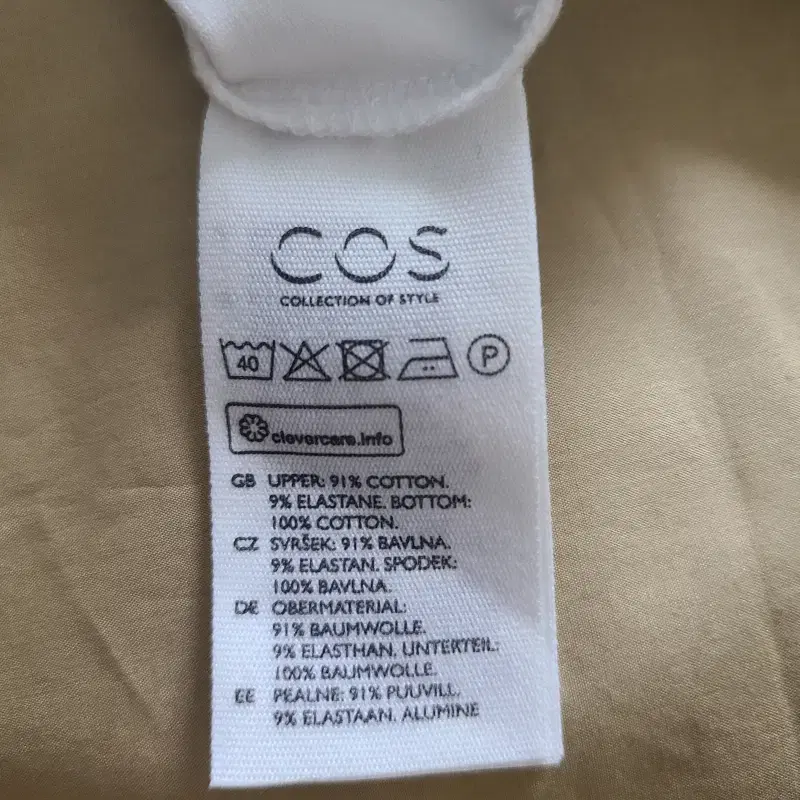 COS
COLLECTION OF STYLE
40 P
clevercare.info
GB UPPER: 91% COTTON.
9% ELASTANE. BOTTOM:
100% COTTON.
CZ SVRŠEK: 91% BAVLNA.
9% ELASTAN. SPODEK:
100% BAVLNA.
DE OBERMATERIAL:
91% BAUMWOLLE.
9% ELASTHAN. UNTERTEIL:
100% BAUMWOLLE.
EE PEALNE: 91% PUUVILL.
9% ELASTAAN. ALUMINE